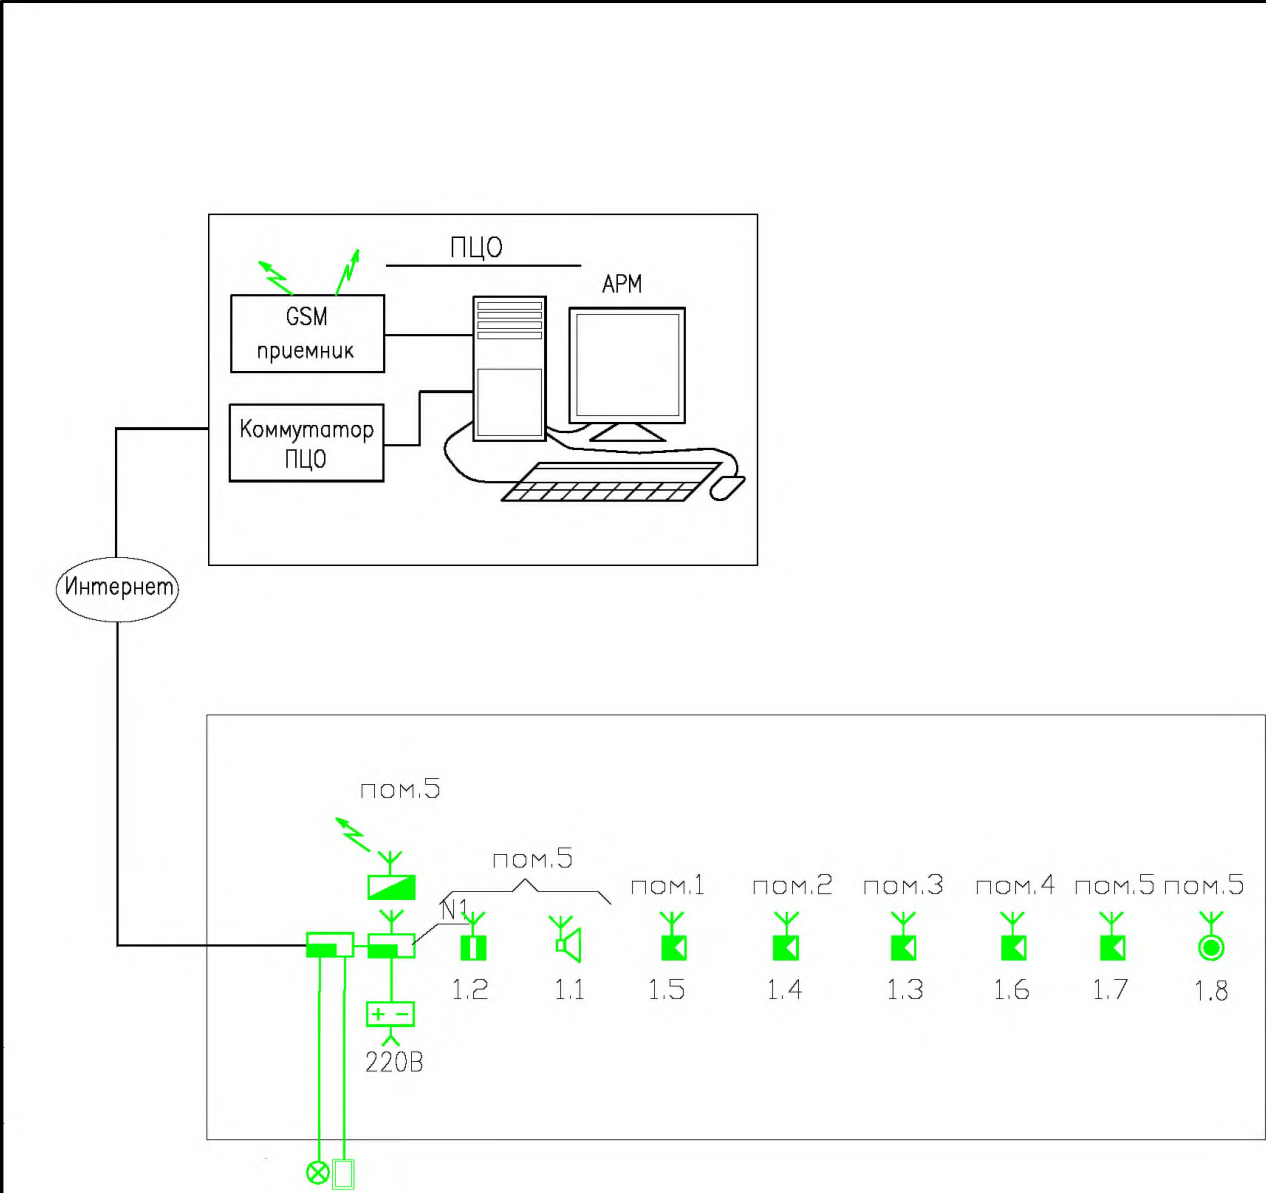 ПЦО
АРМ
GSM
приемник
Коммутатор
ПЦО
Интернет
пом.5
пом.5
пом.1
пом.2
пом.3
пом.4
пом.5
пом.5
N1
1.2
1.1
1.5
1.4
1.3
1.6
1.7
1.8
+ -
220В